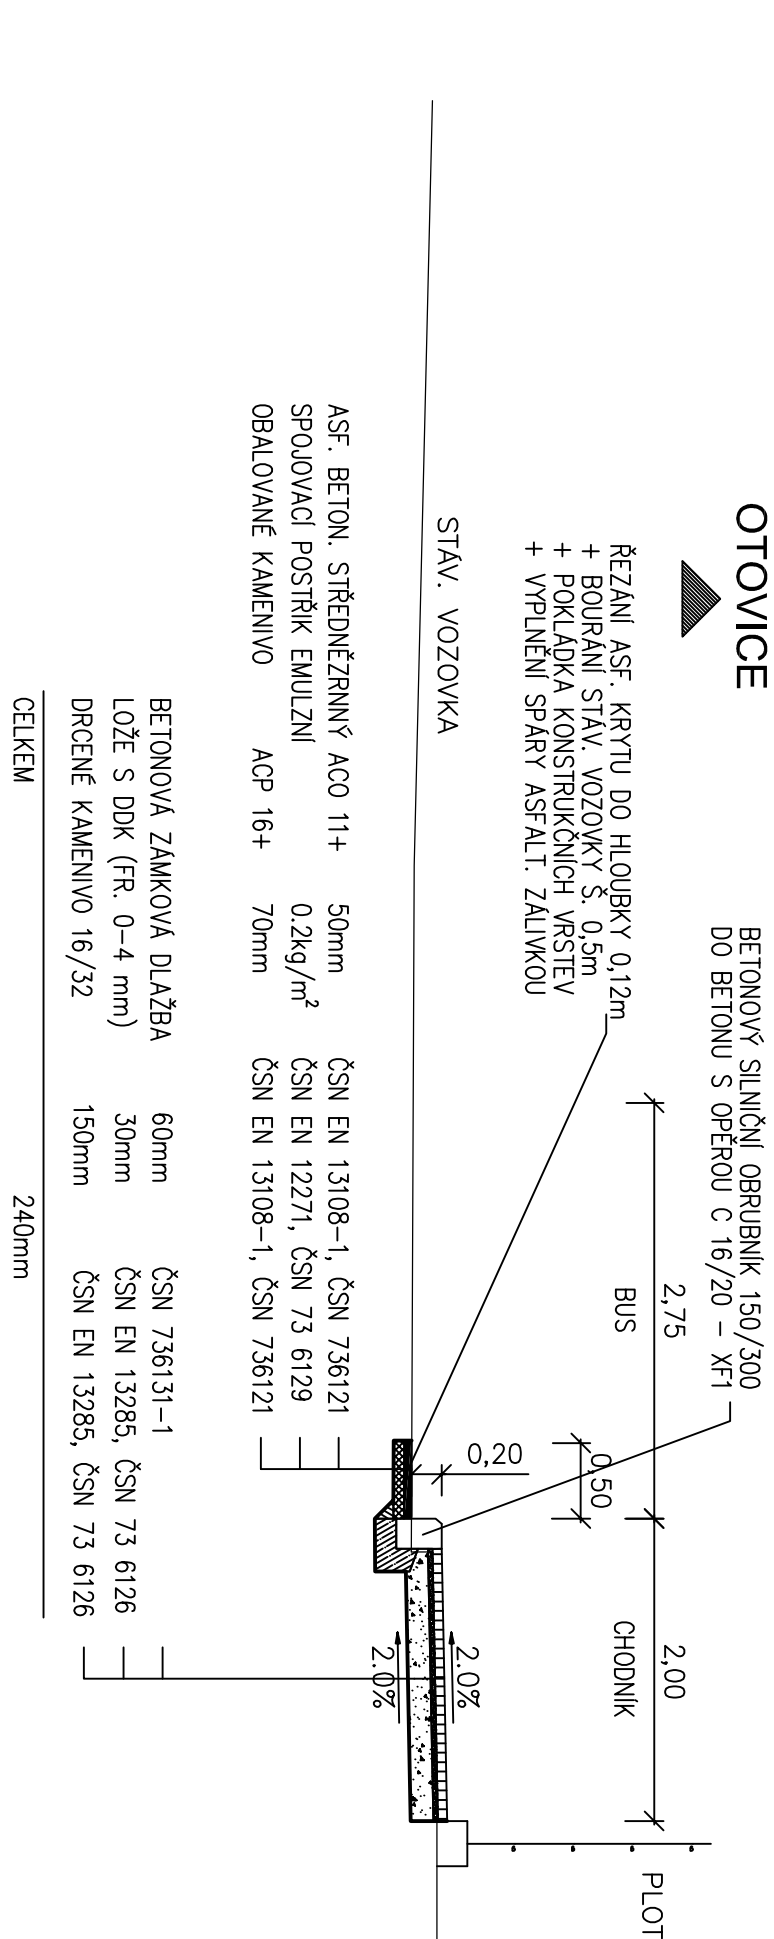 OTOVICE
BETONOVÝ SILNIČNÍ OBRUBNÍK 150/300
DO BETONU S OPĚROU C 16/20 - XF1
ŘEZÁNÍ ASF. KRYTU DO HLOUBKY 0,12m
+ BOURÁNÍ STÁV. VOZOVKY Š. 0,5m
+ POKLÁDKA KONSTRUKČNÍCH VRSTEV
+ VYPLNĚNÍ SPÁRY ASFALT. ZÁLIVKOU
2,75
2,00
BUS
CHODNÍK
PLOT
0,50
0,20
STÁV. VOZOVKA
2.0%
2.0%
ASF. BETON. STŘEDNĚZRNNÝ ACO 11+ 50mm ČSN EN 13108-1, ČSN 736121
SPOJOVACÍ POSTŘIK EMULZNÍ 0.2kg/m² ČSN EN 12271, ČSN 73 6129
OBALOVANÉ KAMENIVO ACP 16+ 70mm ČSN EN 13108-1, ČSN 736121
BETONOVÁ ZÁMKOVÁ DLAŽBA 60mm ČSN 736131-1
LOŽE S DDK (FR. 0-4 mm) 30mm ČSN EN 13285, ČSN 73 6126
DRCENÉ KAMENIVO 16/32 150mm ČSN EN 13285, ČSN 73 6126
CELKEM 240mm